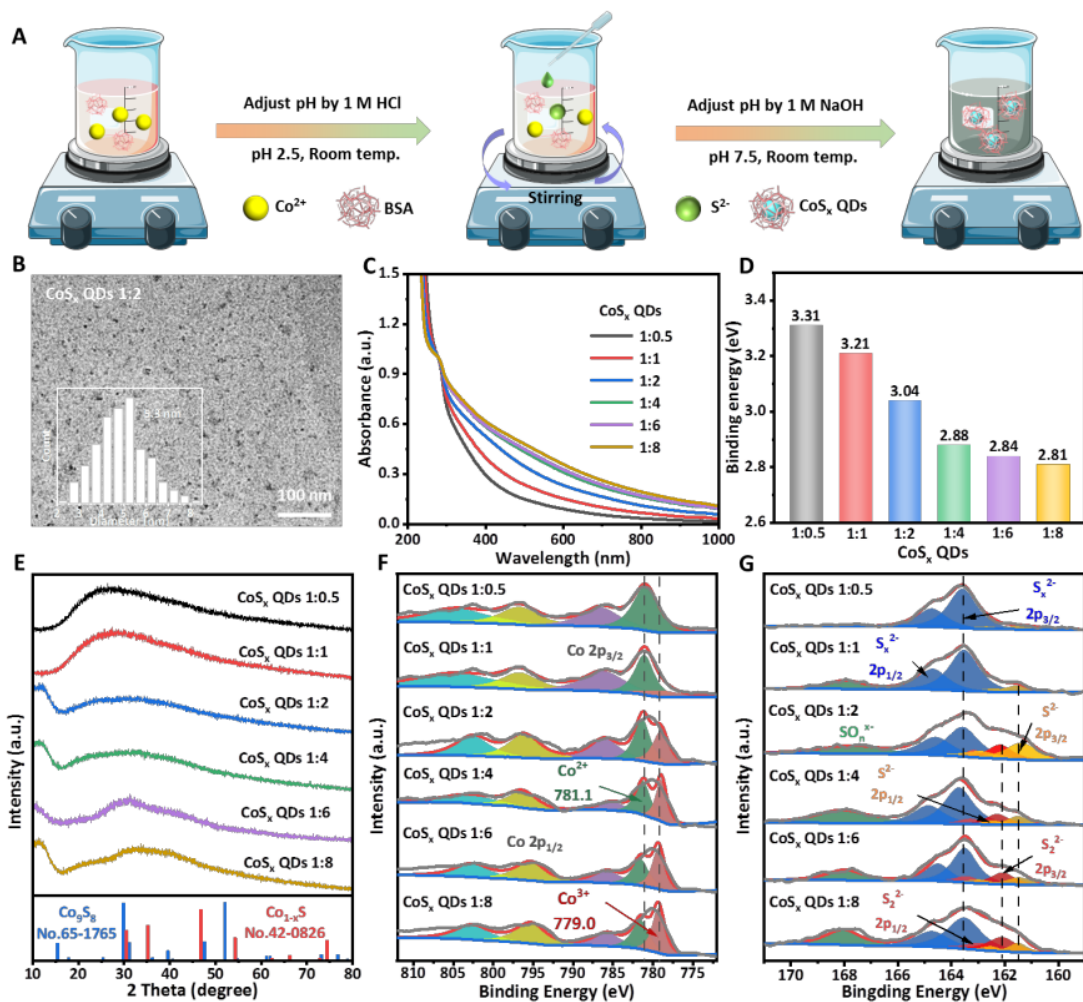 A
Adjust pH by 1 M HCl
pH 2.5, Room temp.
Co²⁺
BSA
Stirring
Adjust pH by 1 M NaOH
pH 7.5, Room temp.
S²⁻
CoSₓ QDs
B
CoSₓ QDs 1:2
100 nm
C
Absorbance (a.u.)
1.5
1.2
0.9
0.6
0.3
0.0
CoSₓ QDs
1:0.5
1:1
1:2
1:4
1:6
1:8
200 400 600 800 1000
Wavelength (nm)
D
Binding energy (eV)
3.4
3.2
3.0
2.8
2.6
3.31
3.21
3.04
2.88
2.84
2.81
1:0.5 1:1 1:2 1:4 1:6 1:8
CoSₓ QDs
E
Intensity (a.u.)
CoSₓ QDs 1:0.5
CoSₓ QDs 1:1
CoSₓ QDs 1:2
CoSₓ QDs 1:4
CoSₓ QDs 1:6
CoSₓ QDs 1:8
Co₉S₈
No.65-1765
Co₁₋ₓS
No.42-0826
10 20 30 40 50 60 70 80
2 Theta (degree)
F
Intensity (a.u.)
CoSₓ QDs 1:0.5
CoSₓ QDs 1:1
Co 2p₃/₂
CoSₓ QDs 1:2
CoSₓ QDs 1:4
Co²⁺
781.1
CoSₓ QDs 1:6
Co 2p₁/₂
CoSₓ QDs 1:8
Co³⁺
779.0
810 805 800 795 790 785 780 775
Binding Energy (eV)
G
Intensity (a.u.)
CoSₓ QDs 1:0.5
Sₓ²⁻
2p₃/₂
CoSₓ QDs 1:1
Sₓ²⁻
2p₁/₂
CoSₓ QDs 1:2
SOₙˣ⁻
S²⁻
2p₃/₂
CoSₓ QDs 1:4
S²⁻
2p₁/₂
CoSₓ QDs 1:6
S₂²⁻
2p₃/₂
CoSₓ QDs 1:8
S₂²⁻
2p₁/₂
170 168 166 164 162 160
Bingding Energy (eV)